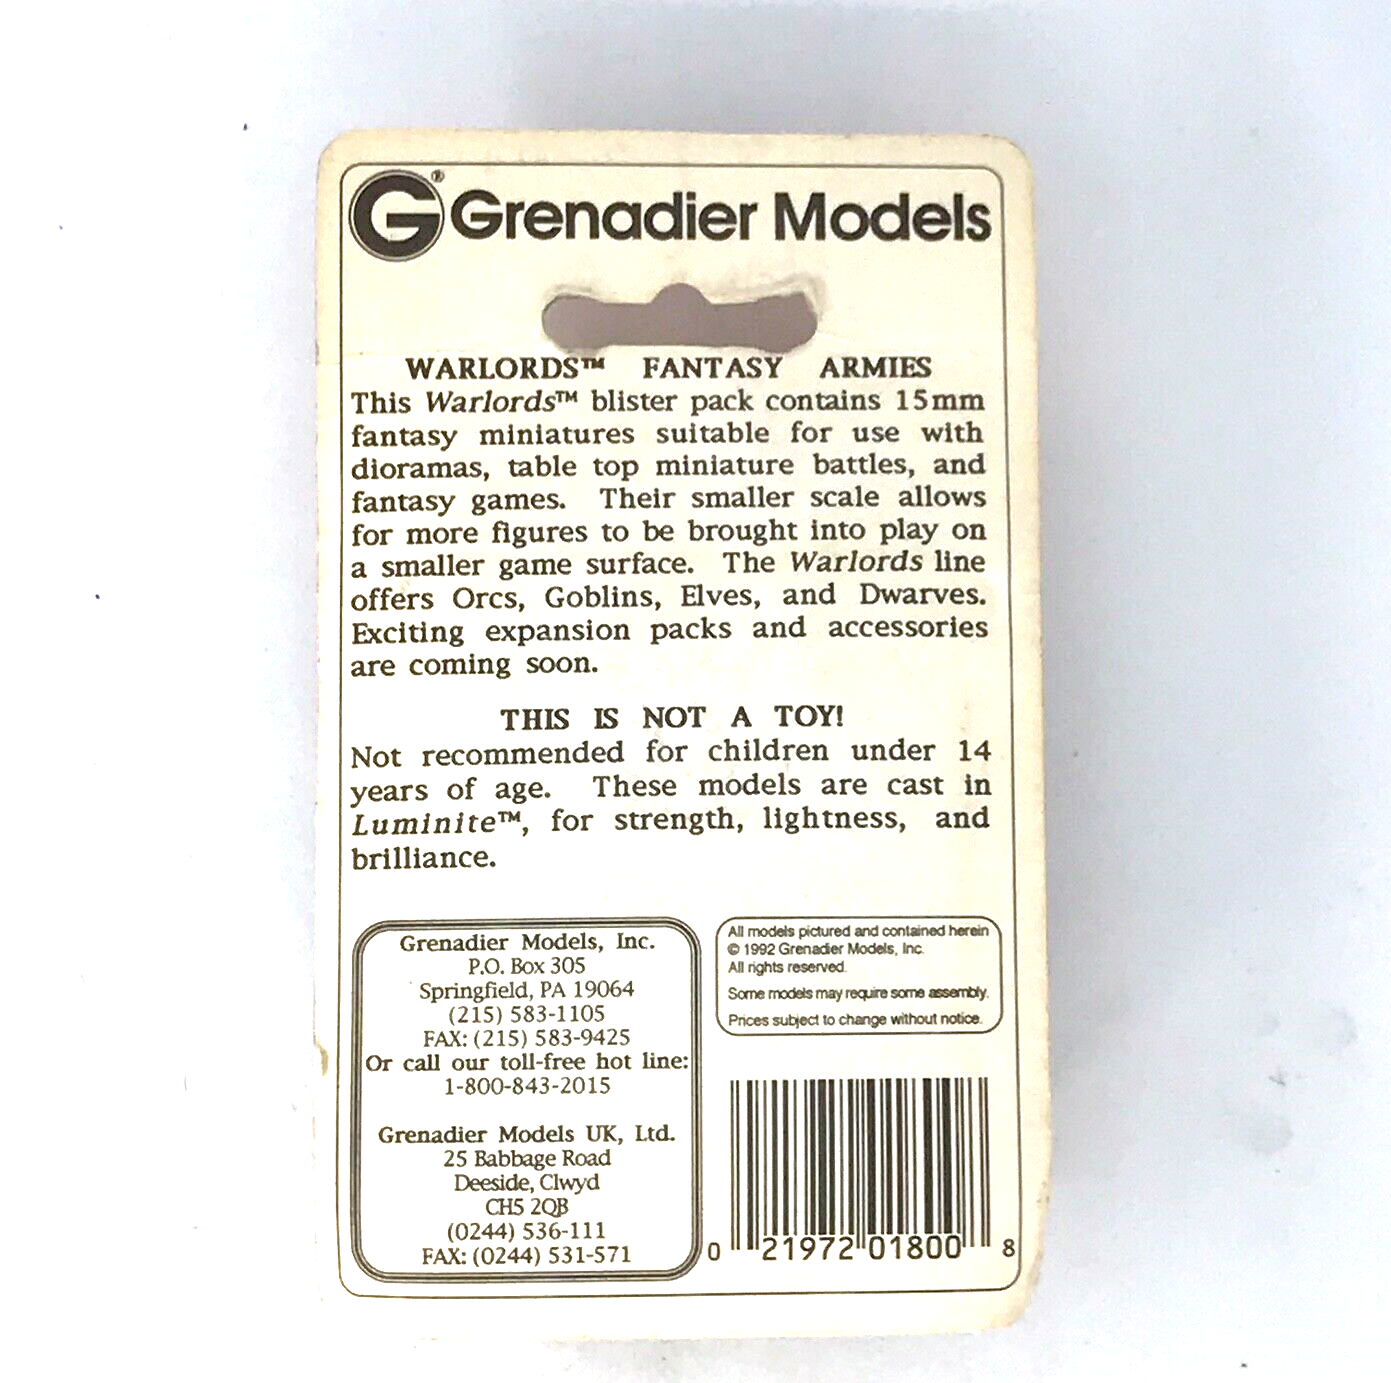 G® Grenadier Models
WARLORDS™ FANTASY ARMIES
This Warlords™ blister pack contains 15mm
fantasy miniatures suitable for use with
dioramas, table top miniature battles, and
fantasy games. Their smaller scale allows
for more figures to be brought into play on
a smaller game surface. The Warlords line
offers Orcs, Goblins, Elves, and Dwarves.
Exciting expansion packs and accessories
are coming soon.
THIS IS NOT A TOY!
Not recommended for children under 14
years of age. These models are cast in
Luminite™, for strength, lightness, and
brilliance.
Grenadier Models, Inc.
P.O. Box 305
Springfield, PA 19064
(215) 583-1105
FAX: (215) 583-9425
Or call our toll-free hot line:
1-800-843-2015
Grenadier Models UK, Ltd.
25 Babbage Road
Deeside, Clwyd
CH5 2QB
(0244) 536-111
FAX: (0244) 531-571
All models pictured and contained herein
© 1992 Grenadier Models, Inc.
All rights reserved.
Some models may require some assembly.
Prices subject to change without notice.
0 21972 01800 8